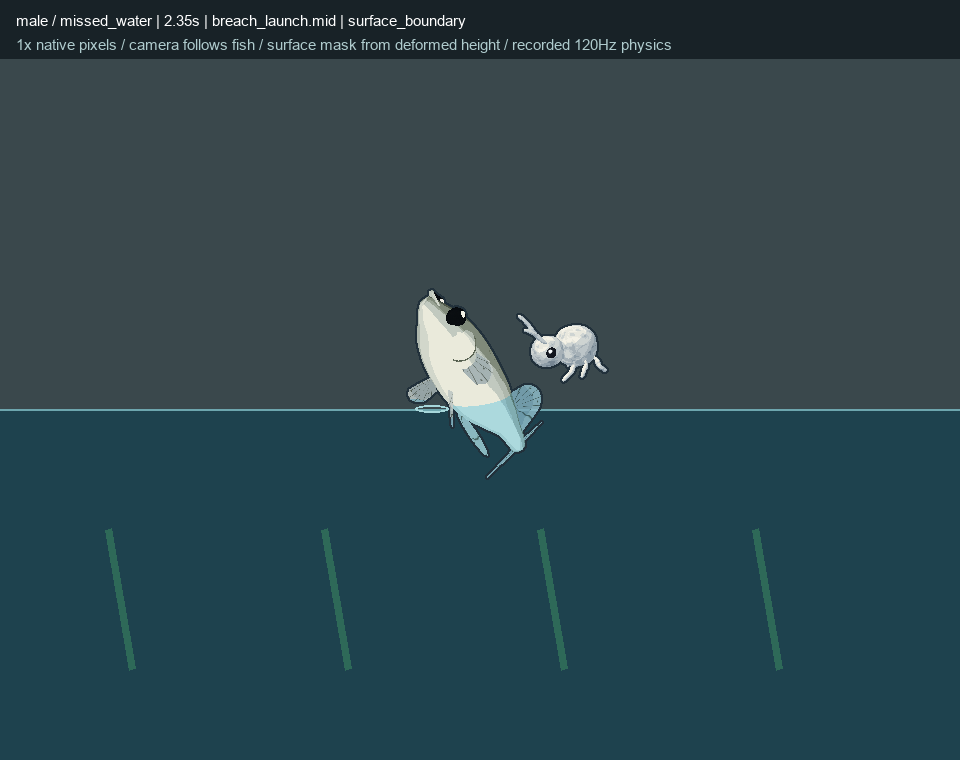 male / missed_water | 2.35s | breach_launch.mid | surface_boundary
1x native pixels / camera follows fish / surface mask from deformed height / recorded 120Hz physics